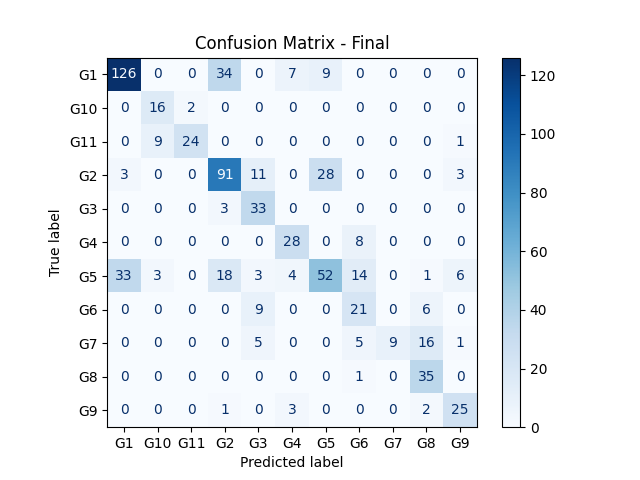 Confusion Matrix - Final
G1 126 0 0 34 0 7 9 0 0 0 0
G10 0 16 2 0 0 0 0 0 0 0 0
G11 0 9 24 0 0 0 0 0 0 0 1
G2 3 0 0 91 11 0 28 0 0 0 3
G3 0 0 0 3 33 0 0 0 0 0 0
G4 0 0 0 0 0 28 0 8 0 0 0
G5 33 3 0 18 3 4 52 14 0 1 6
G6 0 0 0 0 9 0 0 21 0 6 0
G7 0 0 0 0 5 0 0 5 9 16 1
G8 0 0 0 0 0 0 0 1 0 35 0
G9 0 0 0 1 0 3 0 0 0 2 25
G1 G10 G11 G2 G3 G4 G5 G6 G7 G8 G9
Predicted label
True label
120
100
80
60
40
20
0